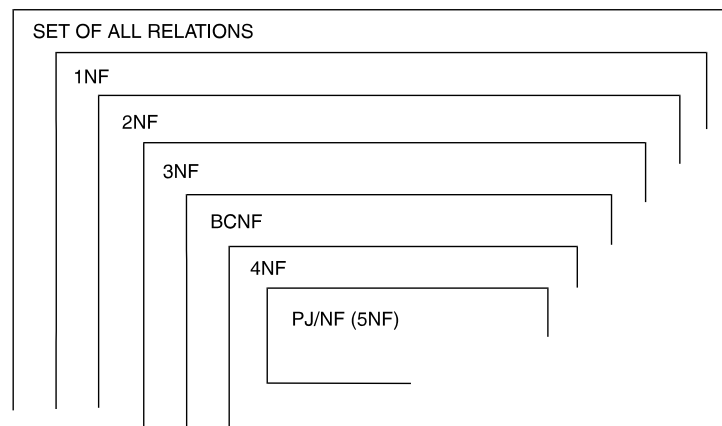 SET OF ALL RELATIONS
1NF
2NF
3NF
BCNF
4NF
PJ/NF (5NF)